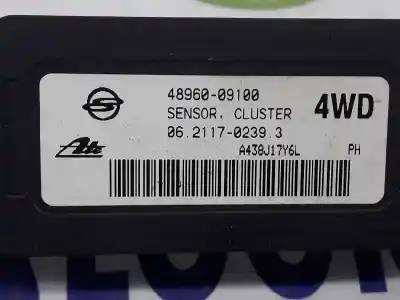 48960-09100
SENSOR, CLUSTER
4WD
06.2117-0239.3
Ate
A438J17Y6L
PH